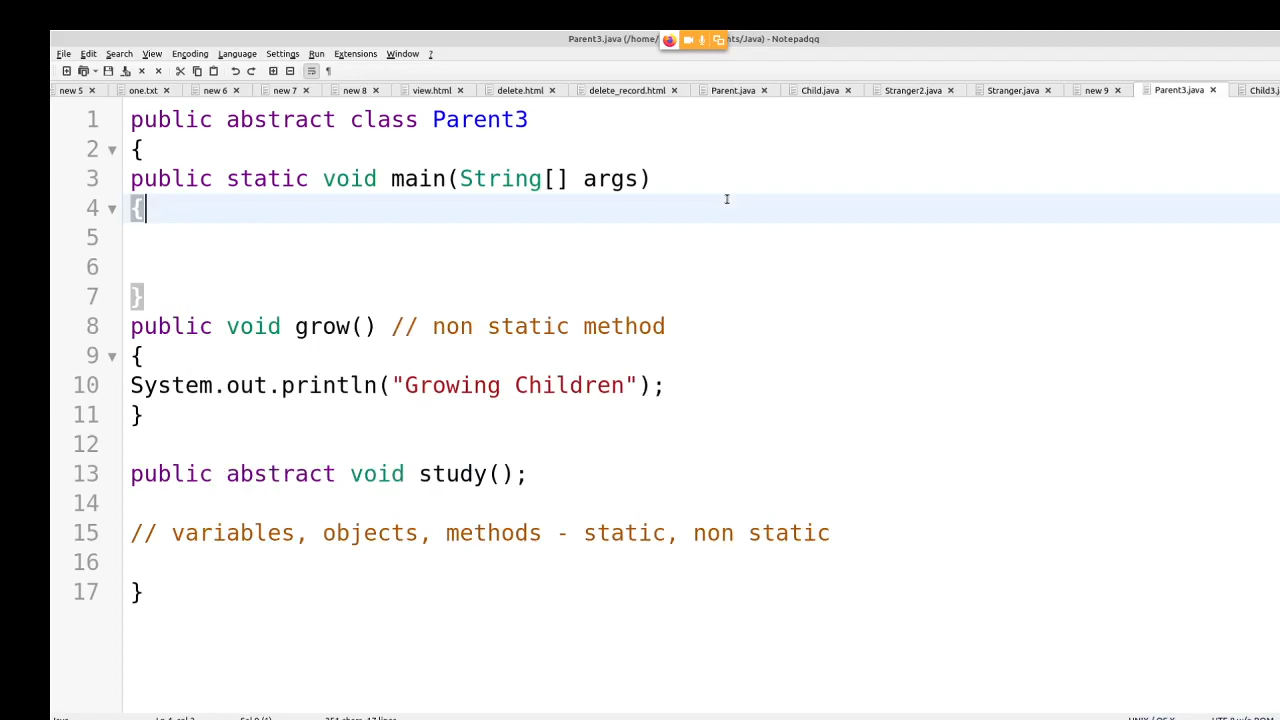 Parent3.java (/home/ nts/Java) - Notepadqq
File Edit Search View Encoding Language Settings Run Extensions Window ?
new 5 one.txt new 6 new 7 new 8 view.html delete.html delete_record.html Parent.java Child.java Stranger2.java Stranger.java new 9 Parent3.java Child3.j
1 public abstract class Parent3
2 {
3 public static void main(String[] args)
4 {
5
6
7 }
8 public void grow() // non static method
9 {
10 System.out.println("Growing Children");
11 }
12
13 public abstract void study();
14
15 // variables, objects, methods - static, non static
16
17 }